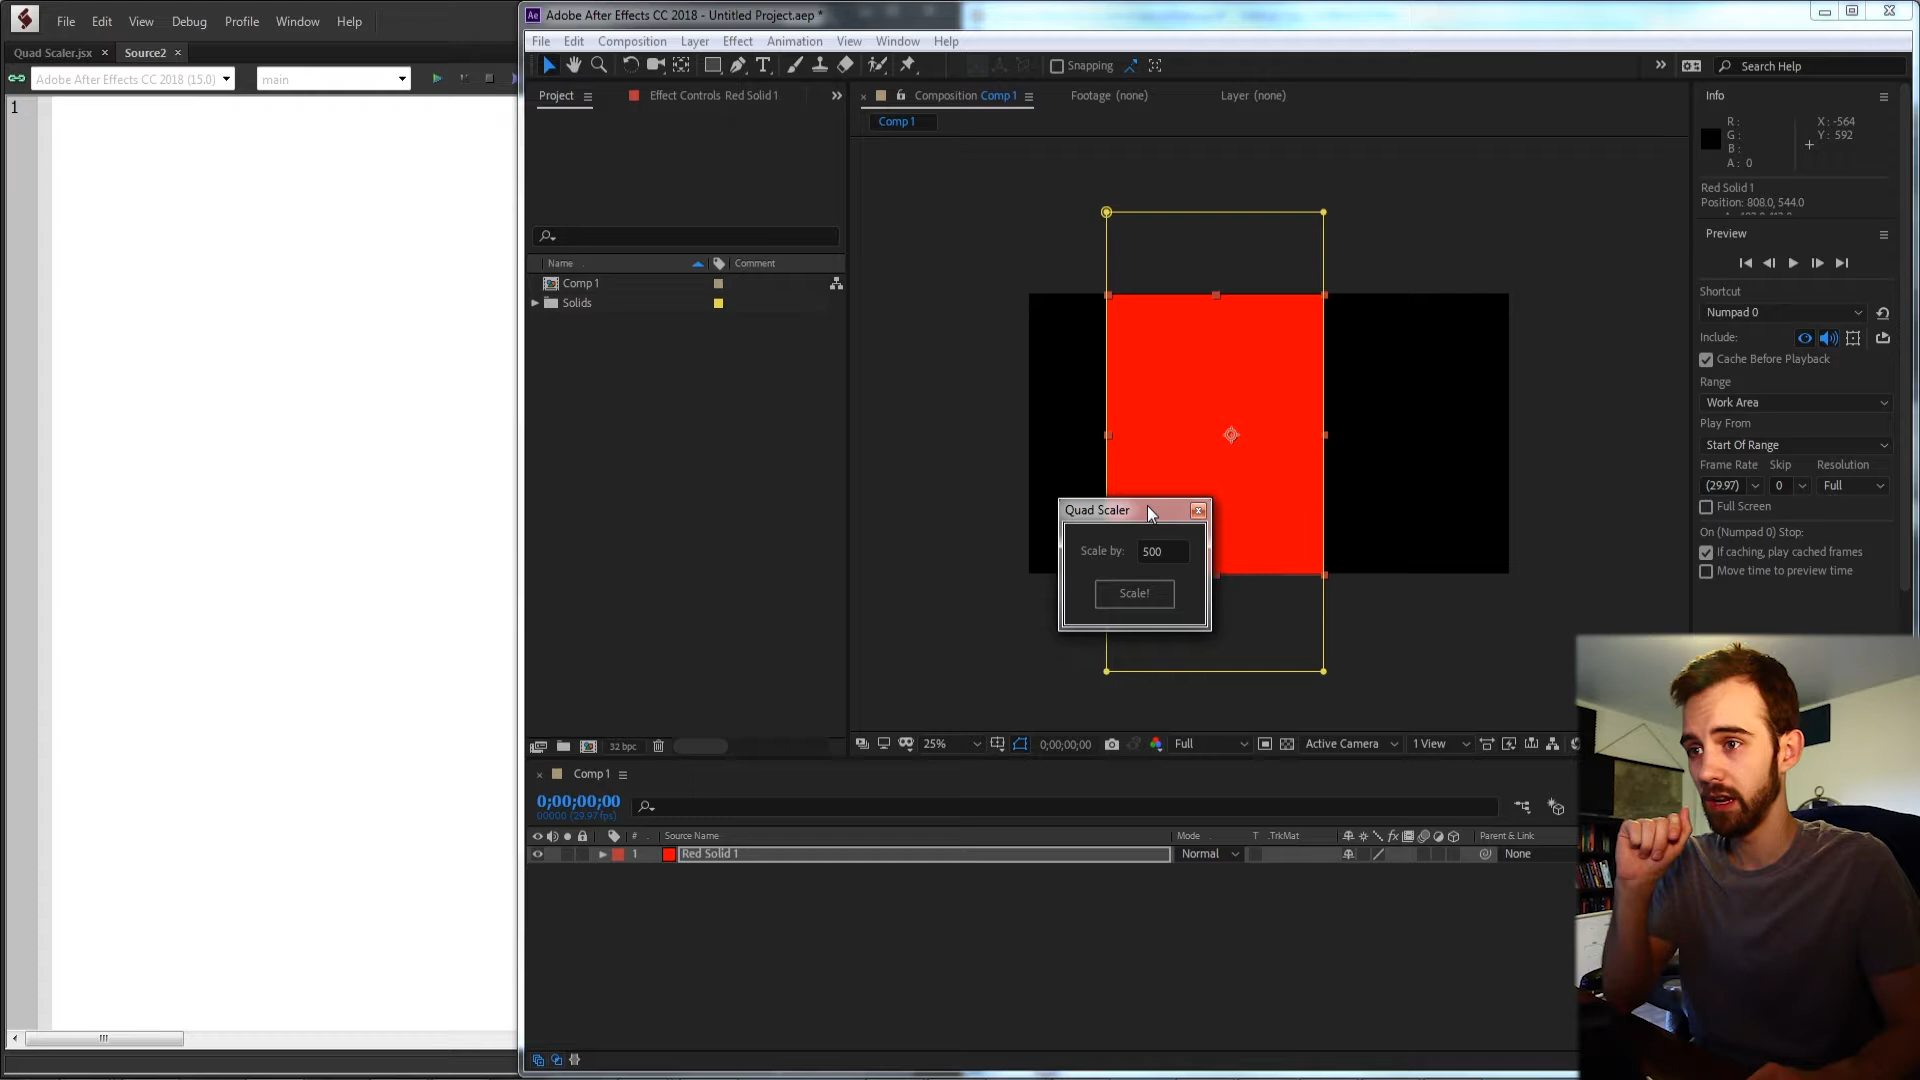 File Edit View Debug Profile Window Help
Quad Scaler.jsx × Source2 ×
Adobe After Effects CC 2018 (15.0) main
1
Ae Adobe After Effects CC 2018 - Untitled Project.aep *
File Edit Composition Layer Effect Animation View Window Help
Snapping
Search Help
Project
Effect Controls Red Solid 1
Composition Comp 1
Footage (none)
Layer (none)
Comp 1
Name
Comment
Comp 1
Solids
32 bpc
Quad Scaler
Scale by: 500
Scale!
25%
0;00;00;00
Full
Active Camera
1 View
Info
R :
G :
B :
A : 0
X : -564
Y : 592
Red Solid 1
Position: 808.0, 544.0
Preview
Shortcut
Numpad 0
Include:
Cache Before Playback
Range
Work Area
Play From
Start Of Range
Frame Rate Skip Resolution
(29.97) 0 Full
Full Screen
On (Numpad 0) Stop:
If caching, play cached frames
Move time to preview time
Comp 1
0;00;00;00
00000 (29.97 fps)
# Source Name Mode T .TrkMat Parent & Link
1 Red Solid 1 Normal None